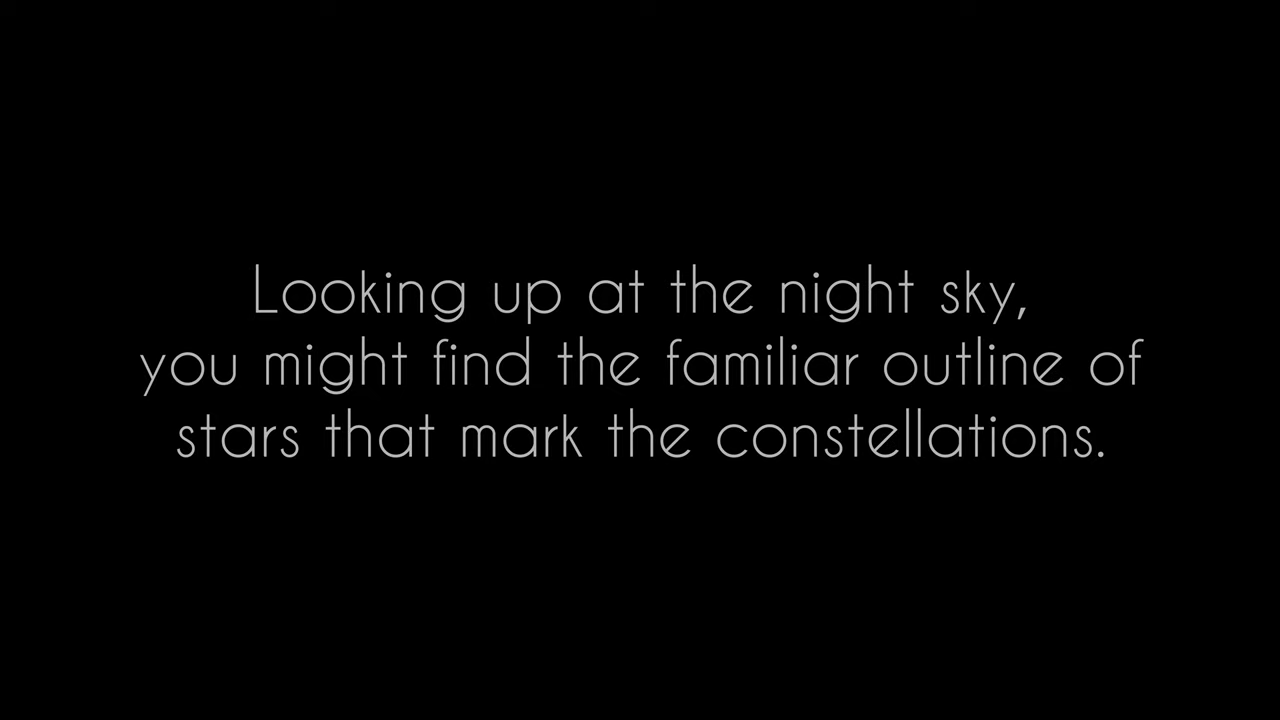 Looking up at the night sky,
you might find the familiar outline of
stars that mark the constellations.